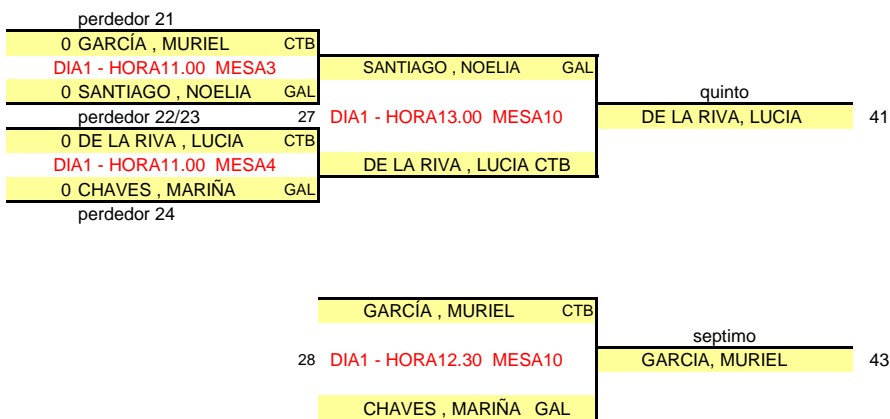 perdedor 21
0 GARCÍA , MURIEL CTB
DIA1 - HORA11.00 MESA3
SANTIAGO , NOELIA GAL
0 SANTIAGO , NOELIA GAL
quinto
perdedor 22/23
27 DIA1 - HORA13.00 MESA10
DE LA RIVA, LUCIA 41
0 DE LA RIVA , LUCIA CTB
DIA1 - HORA11.00 MESA4
DE LA RIVA , LUCIA CTB
0 CHAVES , MARIÑA GAL
perdedor 24
GARCÍA , MURIEL CTB
septimo
28 DIA1 - HORA12.30 MESA10
GARCIA, MURIEL 43
CHAVES , MARIÑA GAL